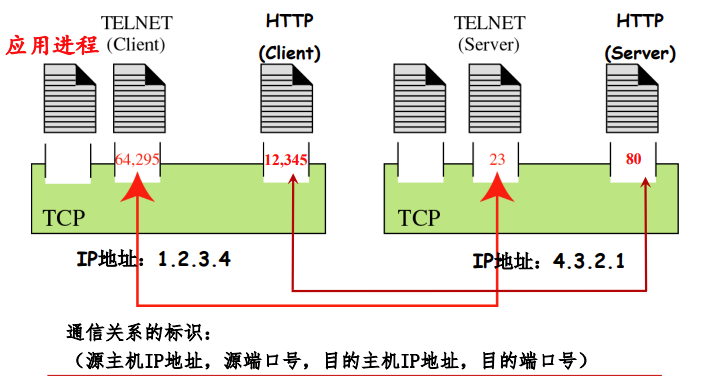 应用进程
TELNET
(Client)
HTTP
(Client)
TELNET
(Server)
HTTP
(Server)
64,295
12,345
23
80
TCP
TCP
IP地址：1.2.3.4
IP地址：4.3.2.1
通信关系的标识：
（源主机IP地址，源端口号，目的主机IP地址，目的端口号）